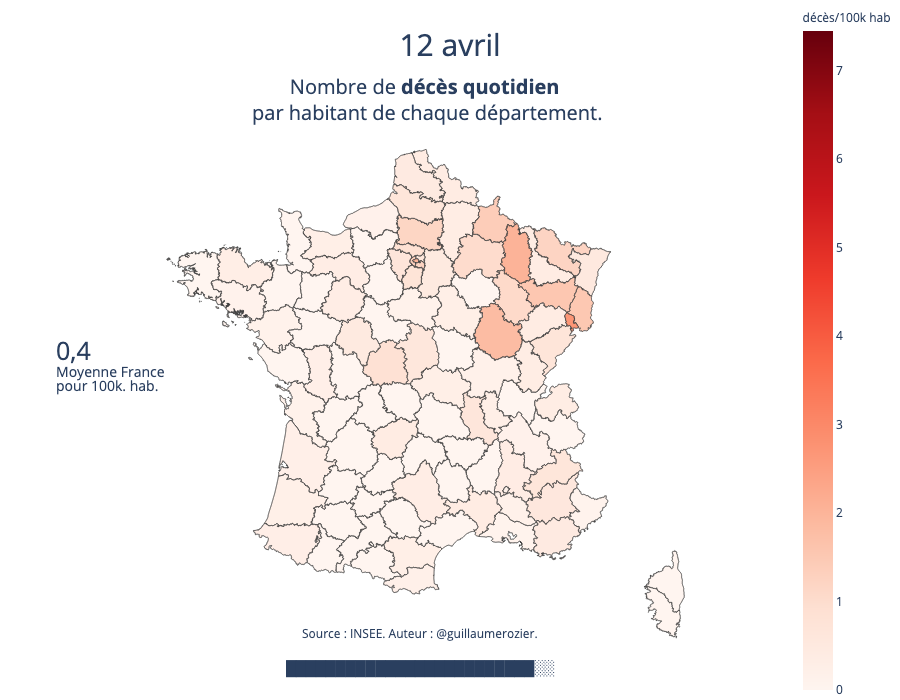 12 avril
Nombre de décès quotidien
par habitant de chaque département.
décès/100k hab
7
6
5
4
3
2
1
0
0,4
Moyenne France
pour 100k. hab.
Source : INSEE. Auteur : @guillaumerozier.